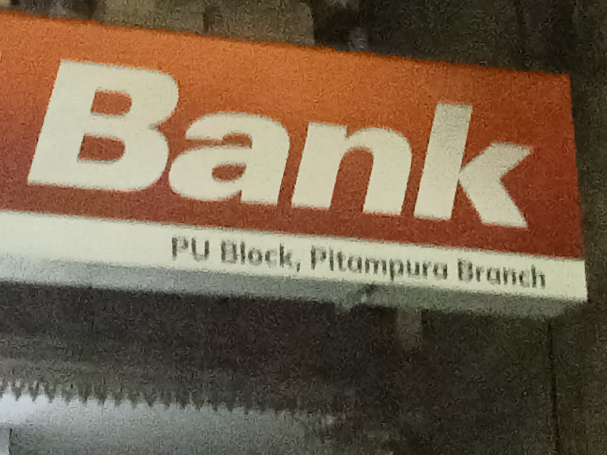 Bank
PU Block, Pitampura Branch